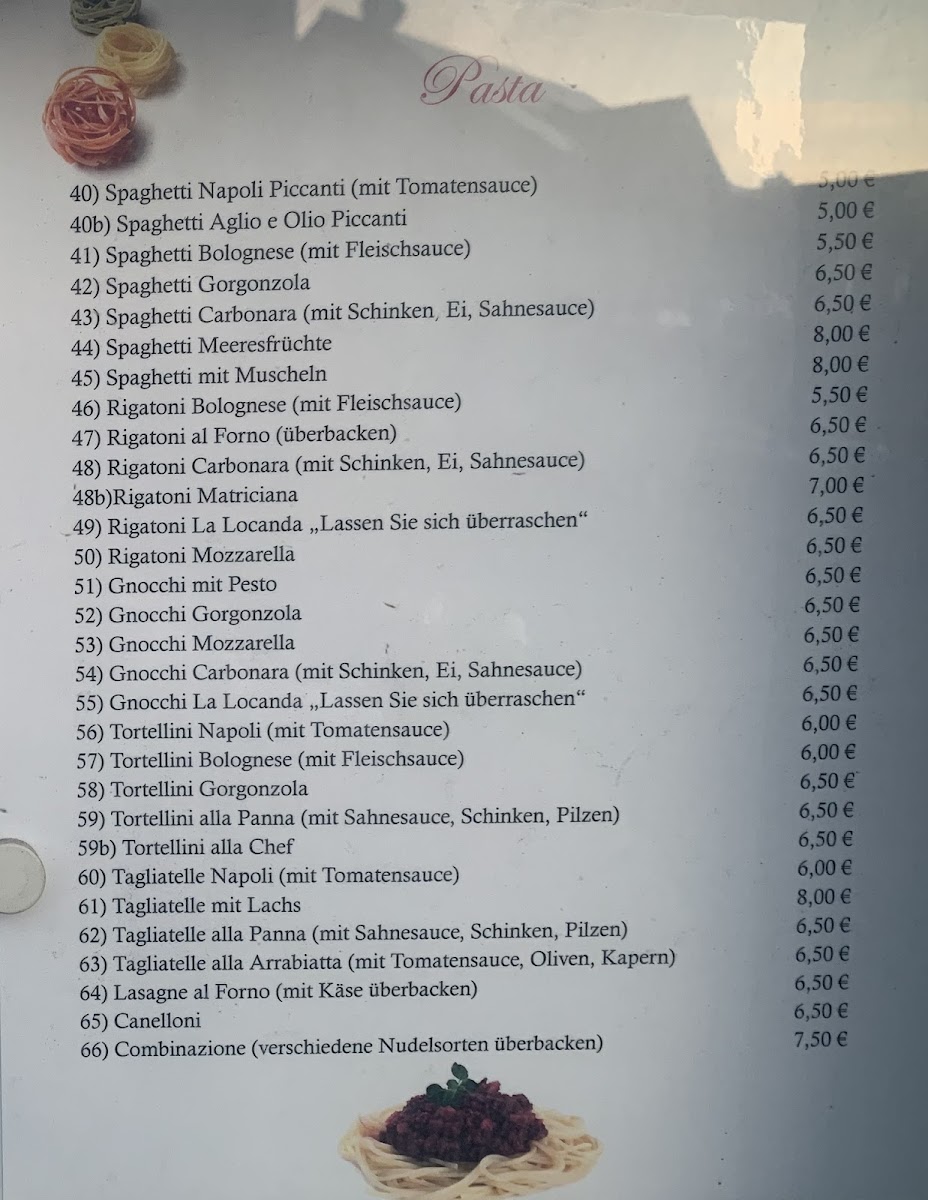 Pasta
40) Spaghetti Napoli Piccanti (mit Tomatensauce) 5,00 €
40b) Spaghetti Aglio e Olio Piccanti 5,00 €
41) Spaghetti Bolognese (mit Fleischsauce) 5,50 €
42) Spaghetti Gorgonzola 6,50 €
43) Spaghetti Carbonara (mit Schinken, Ei, Sahnesauce) 6,50 €
44) Spaghetti Meeresfrüchte 8,00 €
45) Spaghetti mit Muscheln 8,00 €
46) Rigatoni Bolognese (mit Fleischsauce) 5,50 €
47) Rigatoni al Forno (überbacken) 6,50 €
48) Rigatoni Carbonara (mit Schinken, Ei, Sahnesauce) 6,50 €
48b)Rigatoni Matriciana 7,00 €
49) Rigatoni La Locanda „Lassen Sie sich überraschen“ 6,50 €
50) Rigatoni Mozzarella 6,50 €
51) Gnocchi mit Pesto 6,50 €
52) Gnocchi Gorgonzola 6,50 €
53) Gnocchi Mozzarella 6,50 €
54) Gnocchi Carbonara (mit Schinken, Ei, Sahnesauce) 6,50 €
55) Gnocchi La Locanda „Lassen Sie sich überraschen“ 6,50 €
56) Tortellini Napoli (mit Tomatensauce) 6,00 €
57) Tortellini Bolognese (mit Fleischsauce) 6,00 €
58) Tortellini Gorgonzola 6,50 €
59) Tortellini alla Panna (mit Sahnesauce, Schinken, Pilzen) 6,50 €
59b) Tortellini alla Chef 6,50 €
60) Tagliatelle Napoli (mit Tomatensauce) 6,00 €
61) Tagliatelle mit Lachs 8,00 €
62) Tagliatelle alla Panna (mit Sahnesauce, Schinken, Pilzen) 6,50 €
63) Tagliatelle alla Arrabiatta (mit Tomatensauce, Oliven, Kapern) 6,50 €
64) Lasagne al Forno (mit Käse überbacken) 6,50 €
65) Canelloni 6,50 €
66) Combinazione (verschiedene Nudelsorten überbacken) 7,50 €